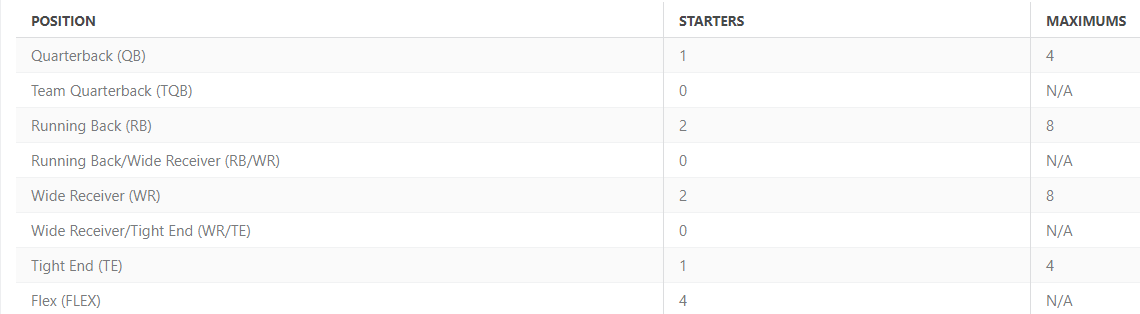 POSITION STARTERS MAXIMUMS
Quarterback (QB) 1 4
Team Quarterback (TQB) 0 N/A
Running Back (RB) 2 8
Running Back/Wide Receiver (RB/WR) 0 N/A
Wide Receiver (WR) 2 8
Wide Receiver/Tight End (WR/TE) 0 N/A
Tight End (TE) 1 4
Flex (FLEX) 4 N/A